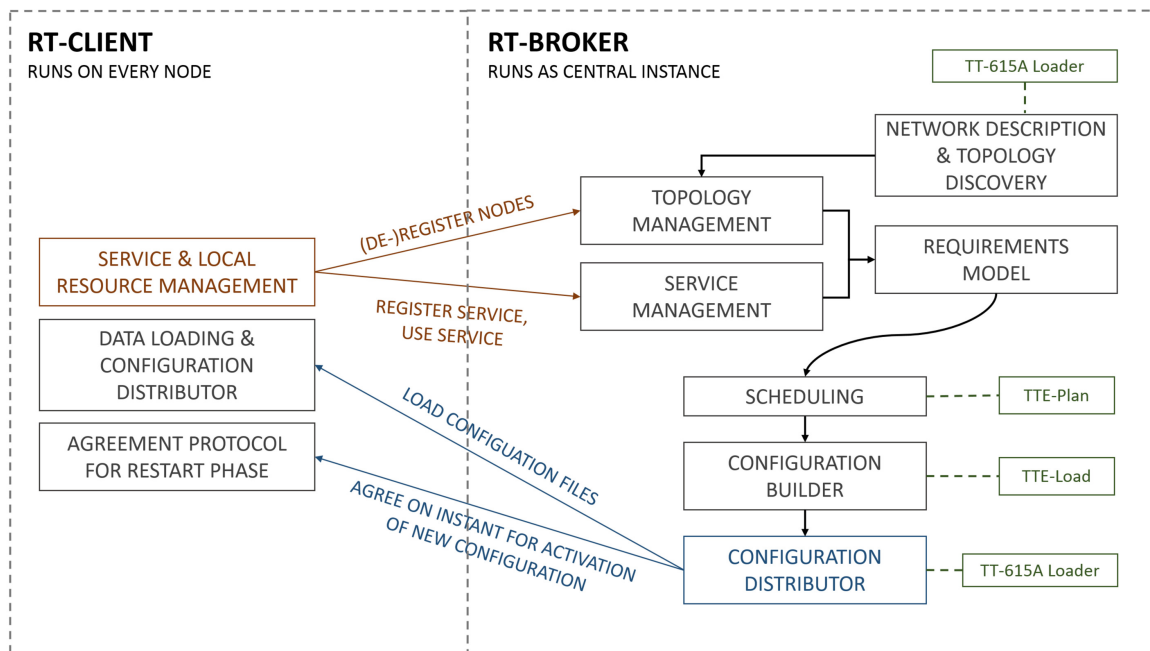 RT-CLIENT
RUNS ON EVERY NODE
RT-BROKER
RUNS AS CENTRAL INSTANCE
TT-615A Loader
NETWORK DESCRIPTION
& TOPOLOGY
DISCOVERY
TOPOLOGY
MANAGEMENT
(DE-)REGISTER NODES
SERVICE & LOCAL
RESOURCE MANAGEMENT
REQUIREMENTS
MODEL
SERVICE
MANAGEMENT
REGISTER SERVICE,
USE SERVICE
DATA LOADING &
CONFIGURATION
DISTRIBUTOR
LOAD CONFIGUATION FILES
SCHEDULING
TTE-Plan
AGREEMENT PROTOCOL
FOR RESTART PHASE
CONFIGURATION
BUILDER
TTE-Load
AGREE ON INSTANT FOR ACTIVATION
OF NEW CONFIGURATION
CONFIGURATION
DISTRIBUTOR
TT-615A Loader